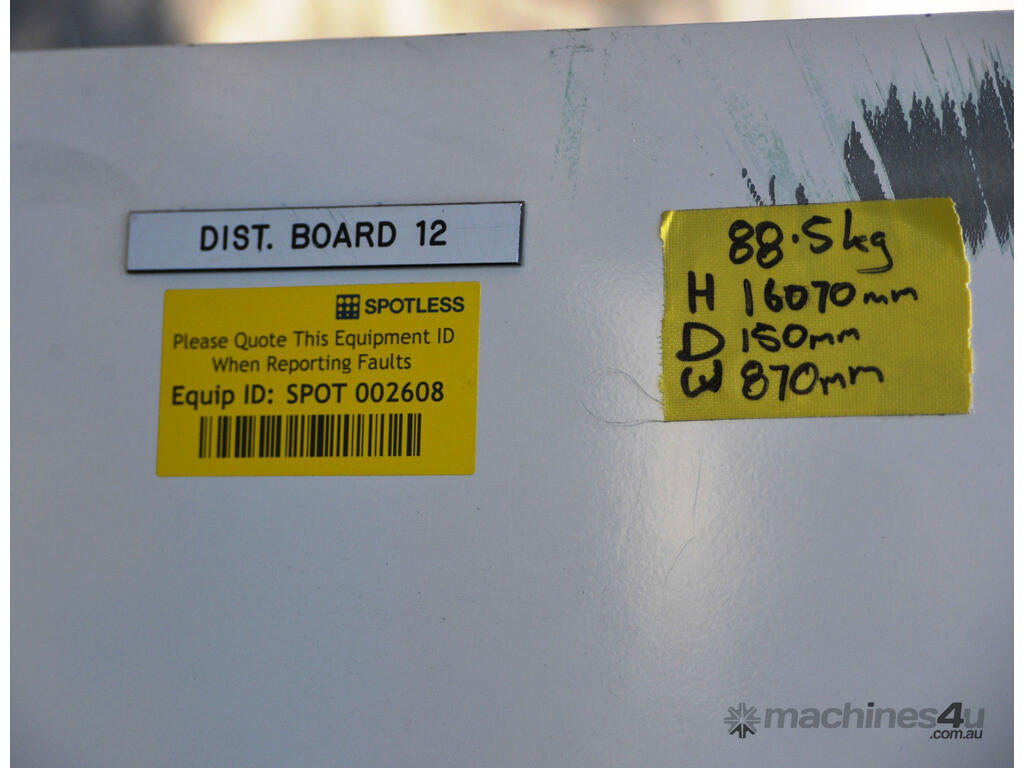 DIST. BOARD 12
SPOTLESS
Please Quote This Equipment ID
When Reporting Faults
Equip ID: SPOT 002608
88.5kg
H 16070mm
D 150mm
W 870mm
machines4u
.com.au